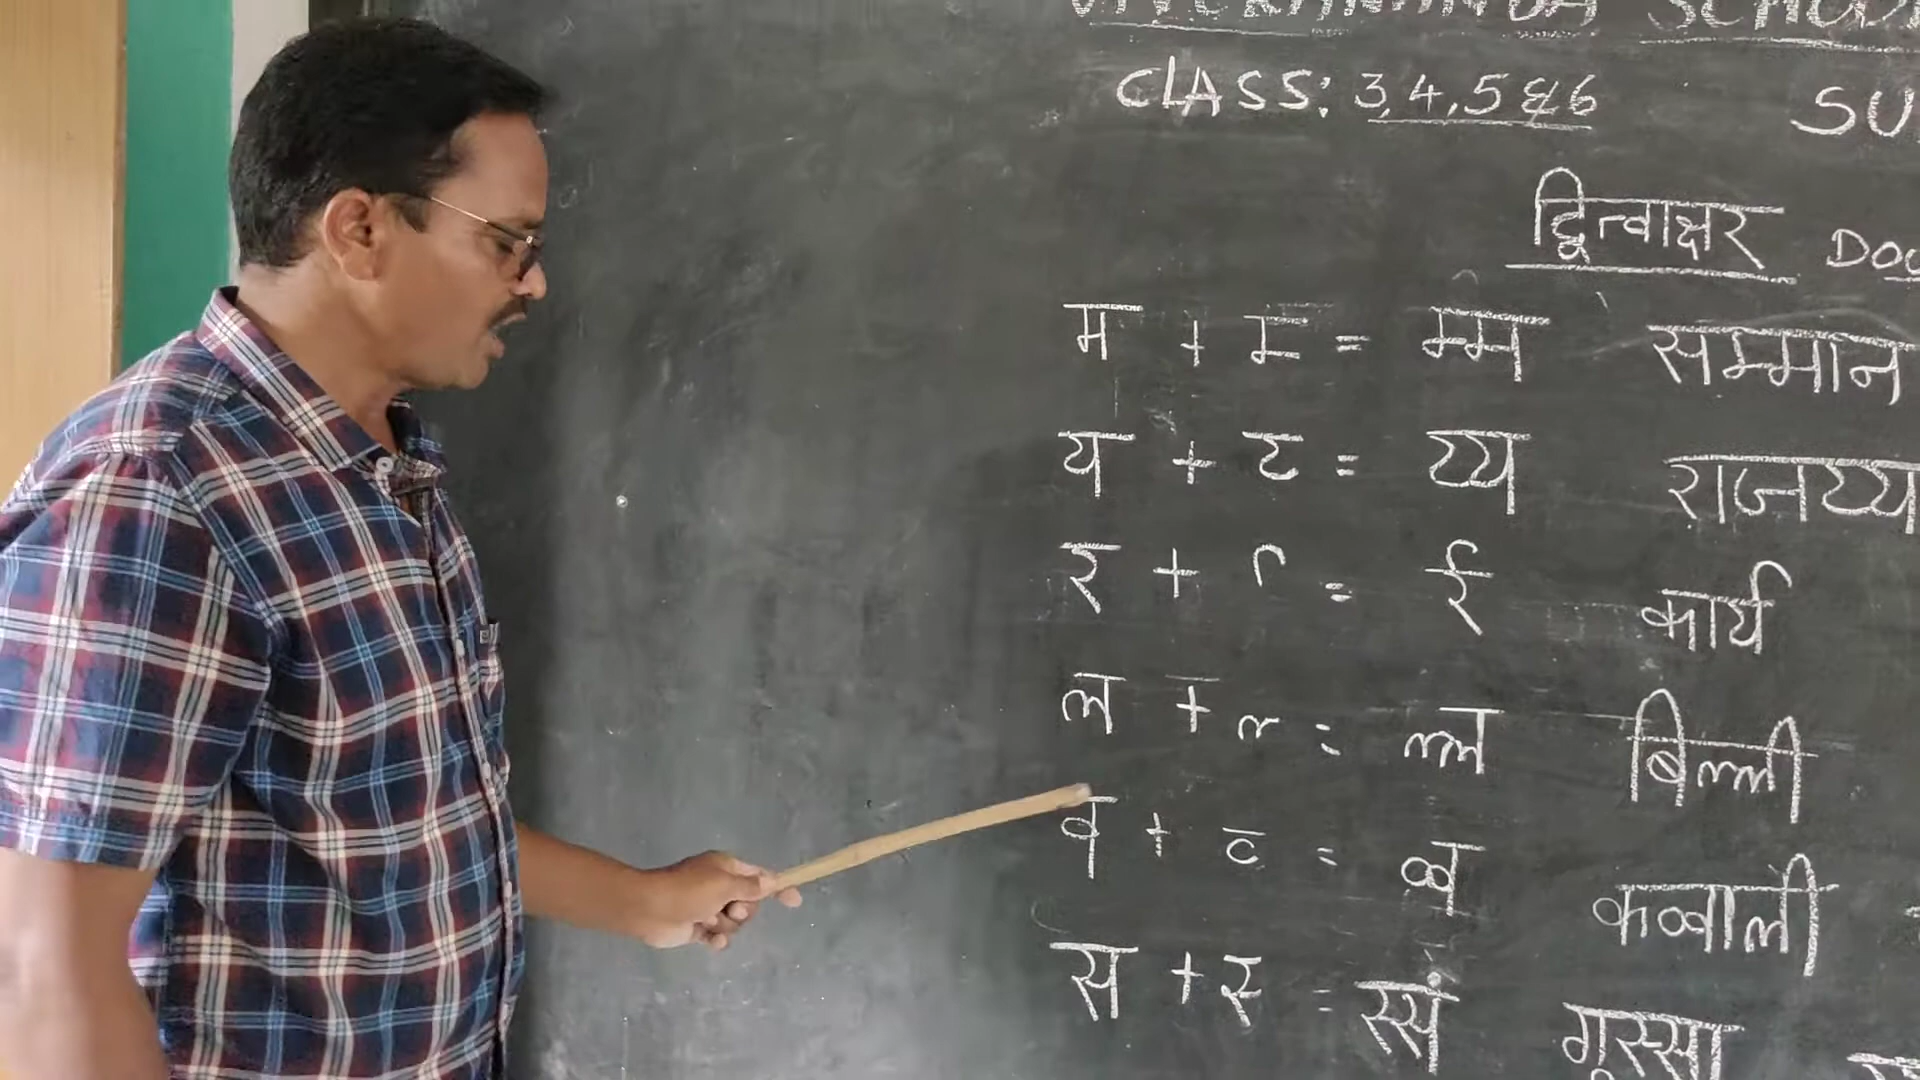 CLASS: 3,4,5 & 6
द्वित्वाक्षर
म + म् = म्म सम्मान
य + य् = य्य राज्य्य
र + र् = र्र कार्य
ल + ल् = ल्ल बिल्ली
व + व् = व्व कव्वाली
स + स् = स्सं गूस्सा